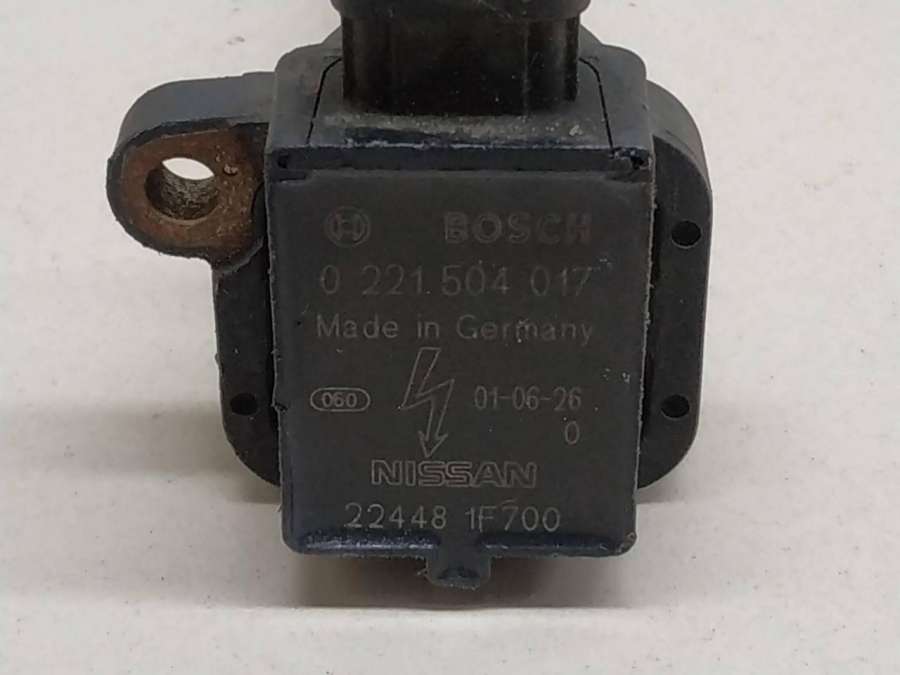 BOSCH
0 221 504 017
Made in Germany
060 01-06-26
0
NISSAN
22448 1F700